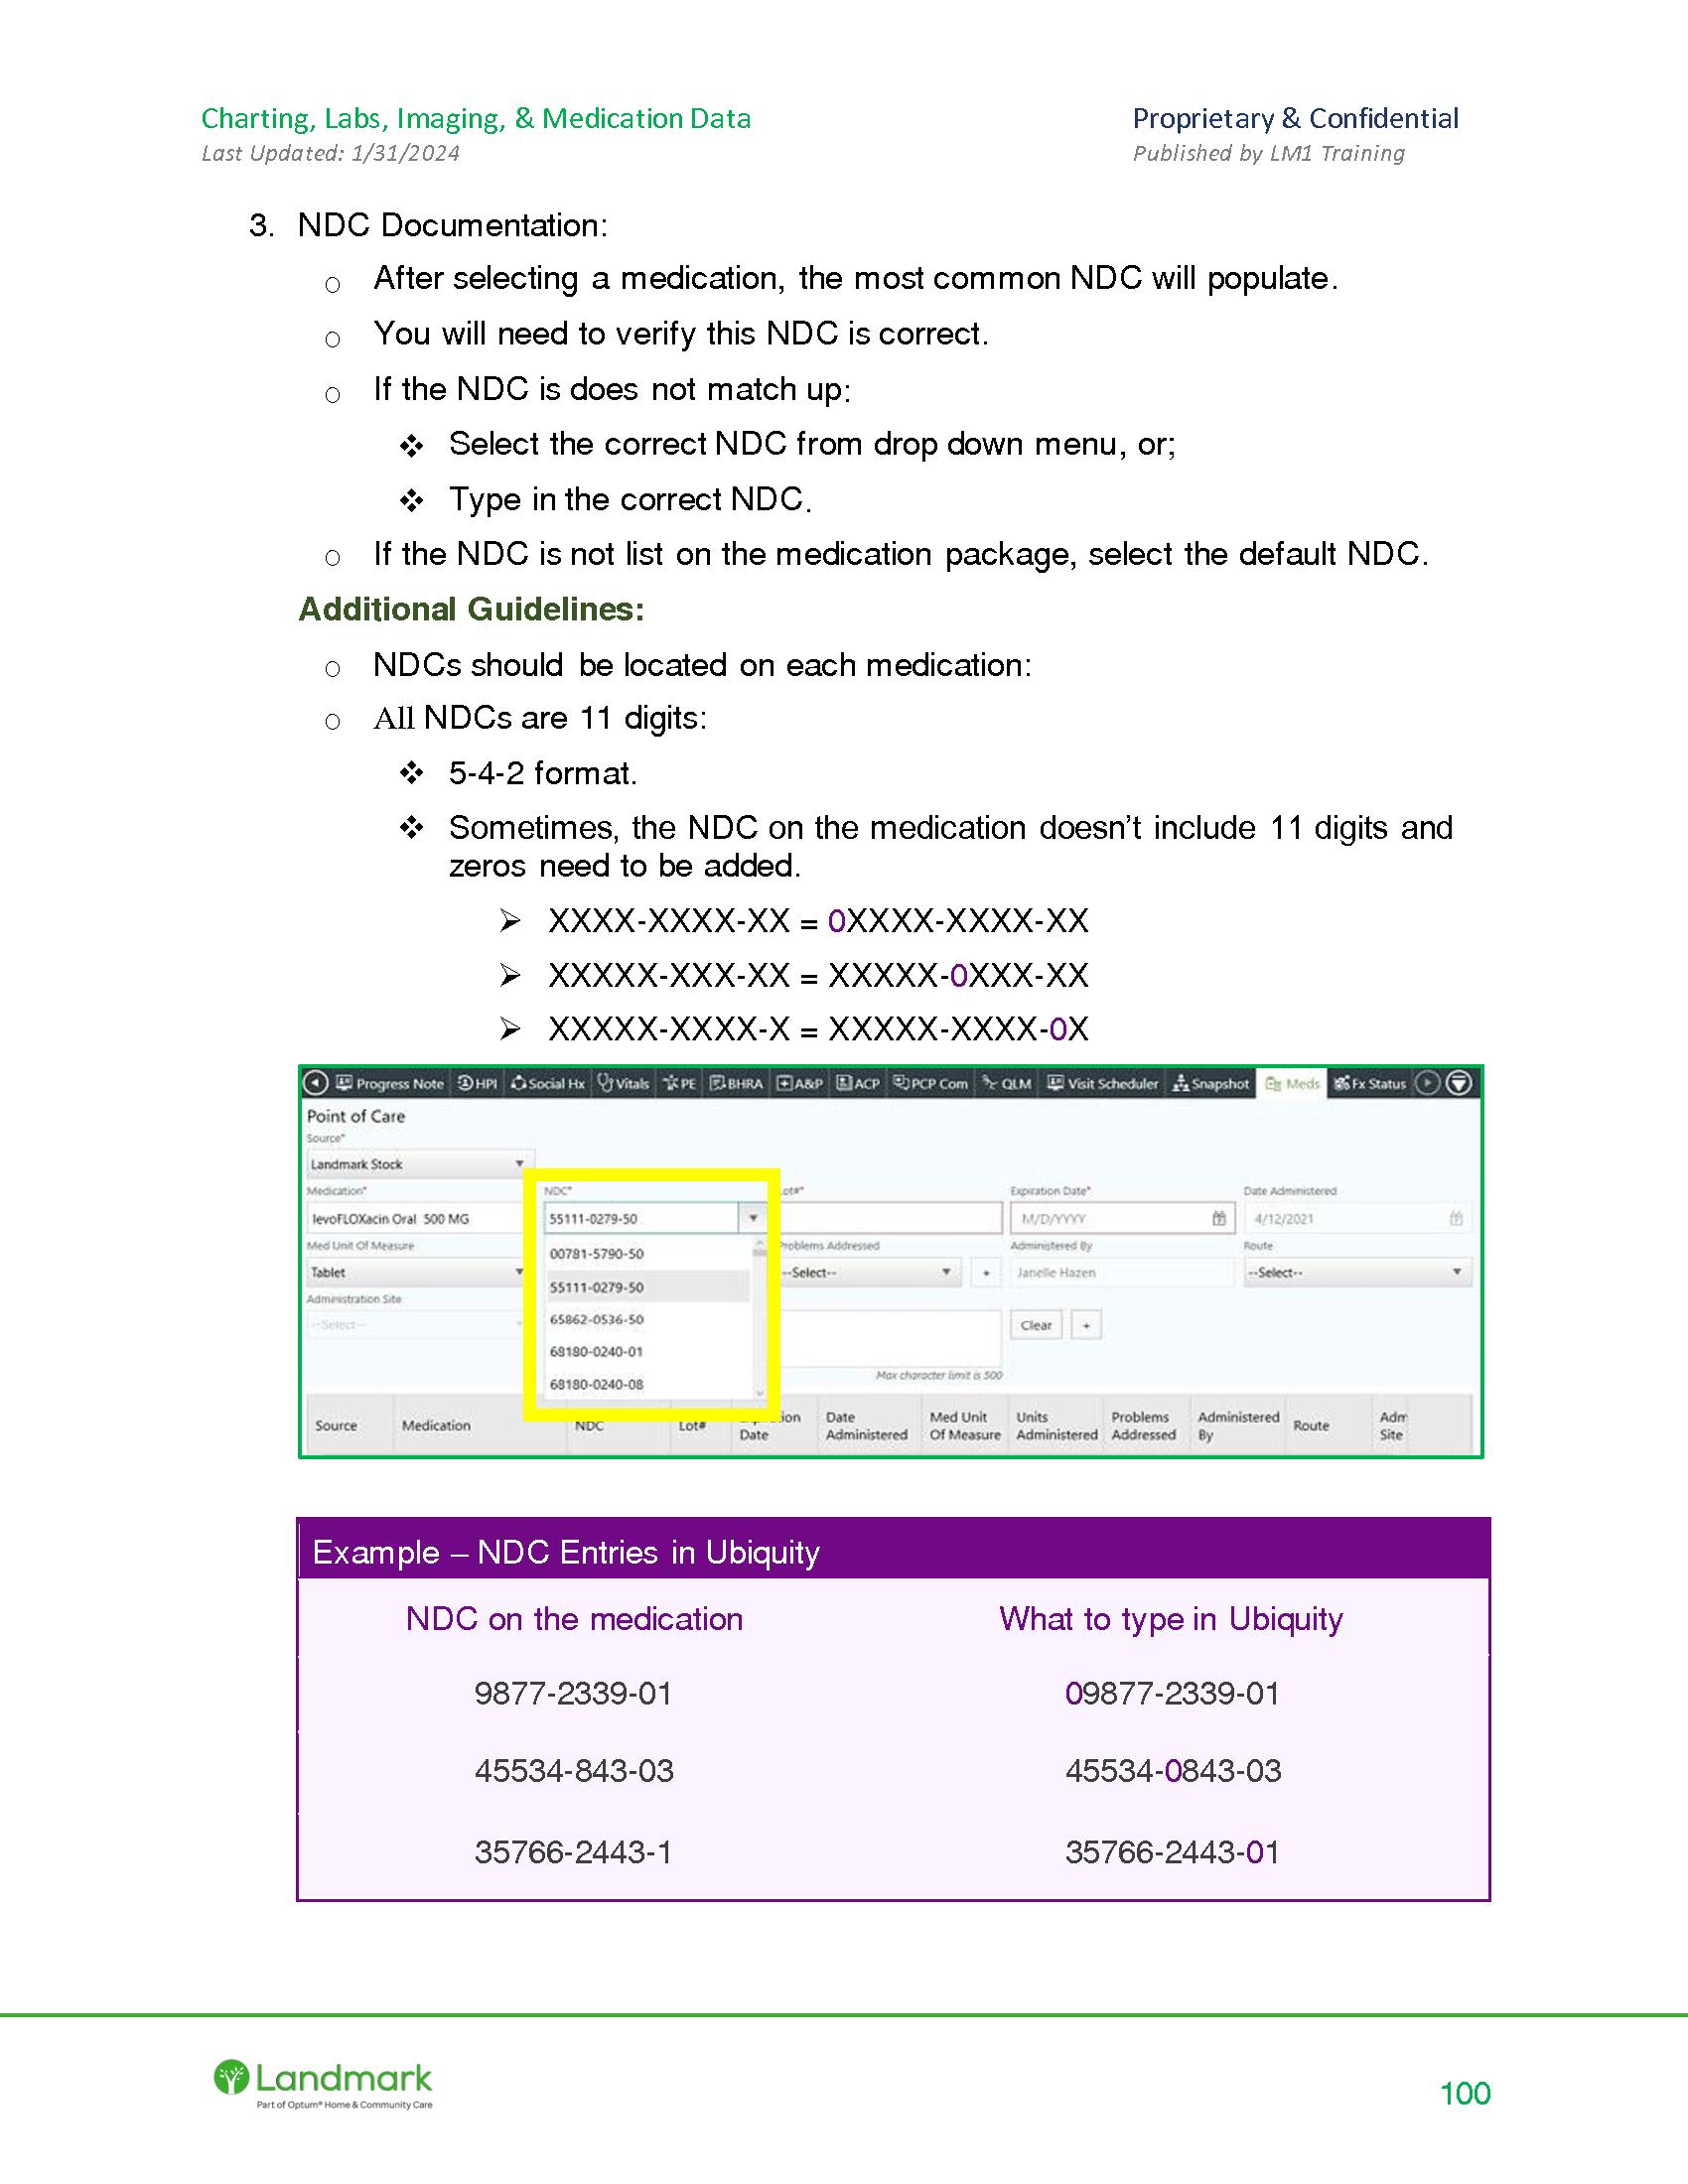 Charting, Labs, Imaging, & Medication Data
Proprietary & Confidential
Last Updated: 1/31/2024
Published by LM1 Training
3. NDC Documentation:
o After selecting a medication, the most common NDC will populate.
o You will need to verify this NDC is correct.
o If the NDC is does not match up:
❖ Select the correct NDC from drop down menu, or;
❖ Type in the correct NDC.
o If the NDC is not list on the medication package, select the default NDC.
Additional Guidelines:
o NDCs should be located on each medication:
o All NDCs are 11 digits:
❖ 5-4-2 format.
❖ Sometimes, the NDC on the medication doesn't include 11 digits and
zeros need to be added.
➢ XXXX-XXXX-XX = 0XXXX-XXXX-XX
➢ XXXXX-XXX-XX = XXXXX-0XXX-XX
➢ XXXXX-XXXX-X = XXXXX-XXXX-0X
Progress Note HPI Social Hx Vitals PE BHRA A&P ACP PCP Com QLM Visit Scheduler Snapshot Meds Fx Status
Point of Care
Source*
Landmark Stock
Medication* NDC* Lot#* Expiration Date* Date Administered
levoFLOXacin Oral 500 MG 55111-0279-50 M/D/YYYY 4/12/2021
Med Unit Of Measure Problems Addressed Administered By Route
Tablet --Select-- + Janelle Hazen --Select--
Administration Site
--Select--
00781-5790-50
55111-0279-50
65862-0536-50
68180-0240-01
68180-0240-08
Clear +
Max character limit is 500
Source Medication NDC Lot# Date Date Administered Med Unit Of Measure Units Administered Problems Addressed Administered By Route Adm Site
Example – NDC Entries in Ubiquity
NDC on the medication What to type in Ubiquity
9877-2339-01 09877-2339-01
45534-843-03 45534-0843-03
35766-2443-1 35766-2443-01
Landmark
Part of Optum® Home & Community Care
100